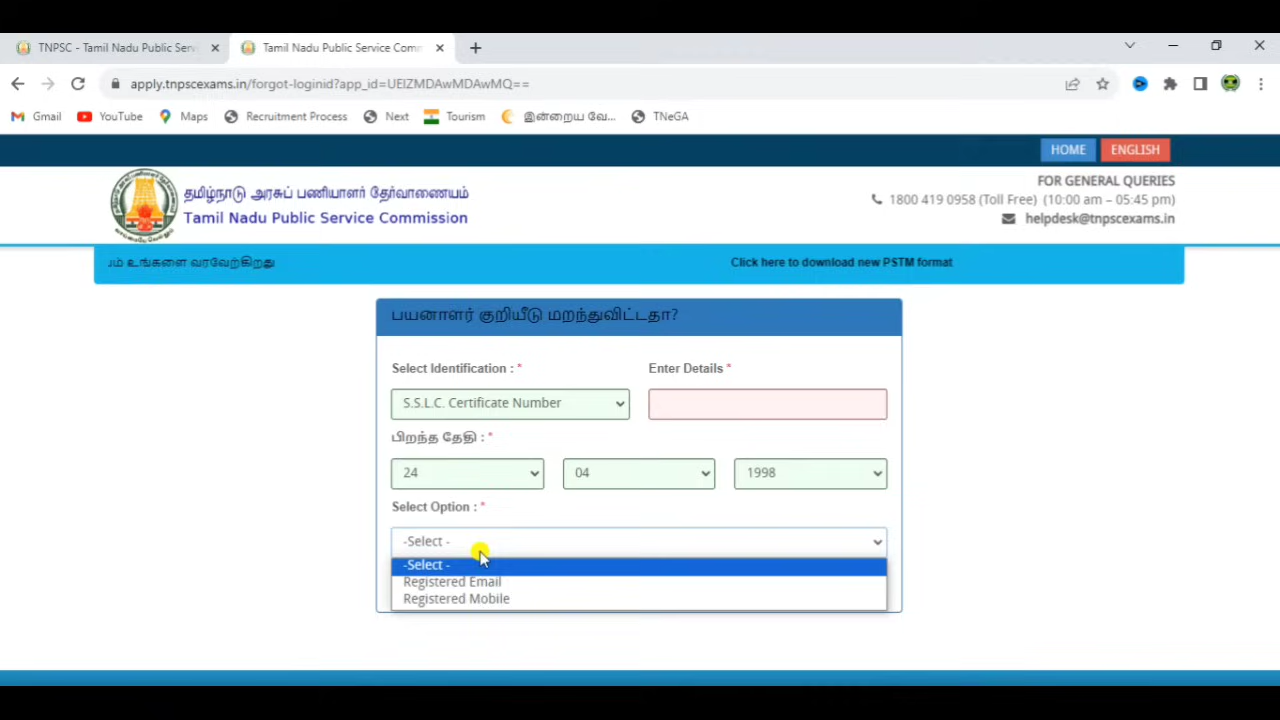 TNPSC - Tamil Nadu Public Serv
Tamil Nadu Public Service Comm
apply.tnpscexams.in/forgot-loginid?app_id=UEIZMDAwMDAwMQ==
Gmail YouTube Maps Recruitment Process Next Tourism இன்றைய வே... TNeGA
HOME ENGLISH
தமிழ்நாடு அரசுப் பணியாளர் தேர்வாணையம்
Tamil Nadu Public Service Commission
FOR GENERAL QUERIES
1800 419 0958 (Toll Free) (10:00 am – 05:45 pm)
helpdesk@tnpscexams.in
ம் உங்களை வரவேற்கிறது Click here to download new PSTM format
பயனாளர் குறியீடு மறந்துவிட்டதா?
Select Identification : * Enter Details *
S.S.L.C. Certificate Number
பிறந்த தேதி : *
24 04 1998
Select Option : *
-Select -
-Select -
Registered Email
Registered Mobile